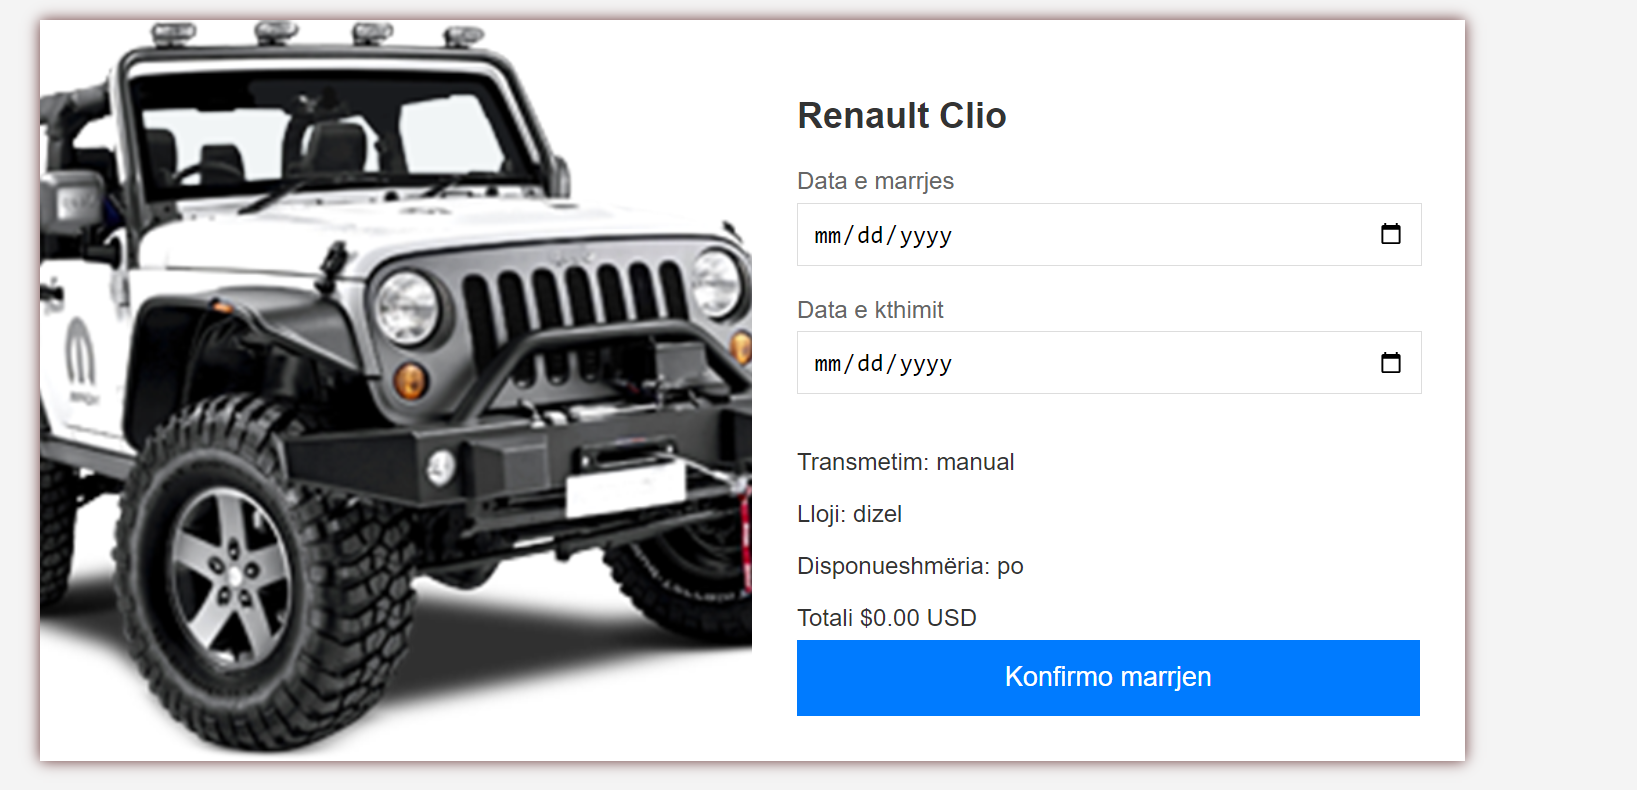 Renault Clio
Data e marrjes
mm/dd/yyyy
Data e kthimit
mm/dd/yyyy
Transmetim: manual
Lloji: dizel
Disponueshmëria: po
Totali $0.00 USD
Konfirmo marrjen